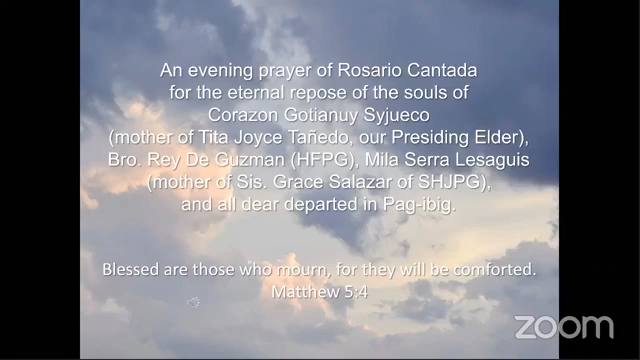 An evening prayer of Rosario Cantada
for the eternal repose of the souls of
Corazon Gotianuy Syjueco
(mother of Tita Joyce Tañedo, our Presiding Elder),
Bro. Rey De Guzman (HFPG), Mila Serra Lesaguis
(mother of Sis. Grace Salazar of SHJPG),
and all dear departed in Pag-ibig.
Blessed are those who mourn, for they will be comforted.
Matthew 5:4
zoom